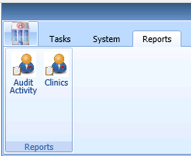 Tasks System Reports
Audit Activity Clinics
Reports